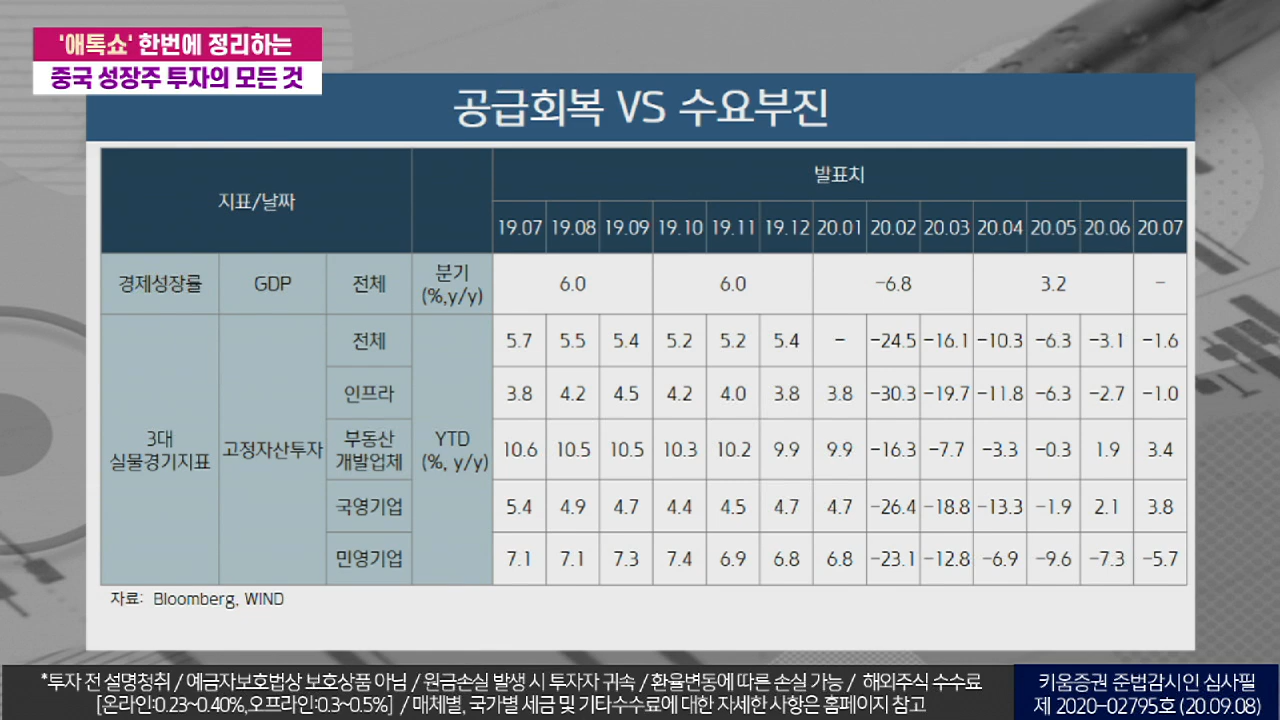 '애톡쇼' 한번에 정리하는
중국 성장주 투자의 모든 것
공급회복 VS 수요부진
지표/날짜 발표치
19.07 19.08 19.09 19.10 19.11 19.12 20.01 20.02 20.03 20.04 20.05 20.06 20.07
경제성장률 GDP 전체 분기 (%,y/y) 6.0 6.0 -6.8 3.2 -
3대 실물경기지표 고정자산투자 YTD (%, y/y)
전체 5.7 5.5 5.4 5.2 5.2 5.4 - -24.5 -16.1 -10.3 -6.3 -3.1 -1.6
인프라 3.8 4.2 4.5 4.2 4.0 3.8 3.8 -30.3 -19.7 -11.8 -6.3 -2.7 -1.0
부동산 개발업체 10.6 10.5 10.5 10.3 10.2 9.9 9.9 -16.3 -7.7 -3.3 -0.3 1.9 3.4
국영기업 5.4 4.9 4.7 4.4 4.5 4.7 4.7 -26.4 -18.8 -13.3 -1.9 2.1 3.8
민영기업 7.1 7.1 7.3 7.4 6.9 6.8 6.8 -23.1 -12.8 -6.9 -9.6 -7.3 -5.7
자료: Bloomberg, WIND
*투자 전 설명청취 / 예금자보호법상 보호상품 아님 / 원금손실 발생 시 투자자 귀속 / 환율변동에 따른 손실 가능 / 해외주식 수수료
[온라인:0.23~0.40%,오프라인:0.3~0.5%] / 매체별, 국가별 세금 및 기타수수료에 대한 자세한 사항은 홈페이지 참고
키움증권 준법감시인 심사필
제 2020-02795호 (20.09.08)